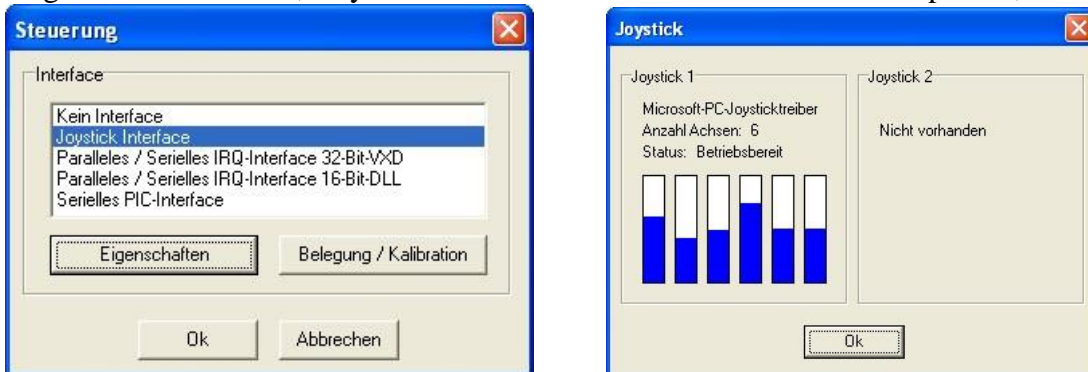 Steuerung
Interface
Kein Interface
Joystick Interface
Paralleles / Serielles IRQ-Interface 32-Bit-VXD
Paralleles / Serielles IRQ-Interface 16-Bit-DLL
Serielles PIC-Interface
Eigenschaften
Belegung / Kalibration
Ok
Abbrechen
Joystick
Joystick 1
Microsoft-PC-Joysticktreiber
Anzahl Achsen: 6
Status: Betriebsbereit
Joystick 2
Nicht vorhanden
Ok